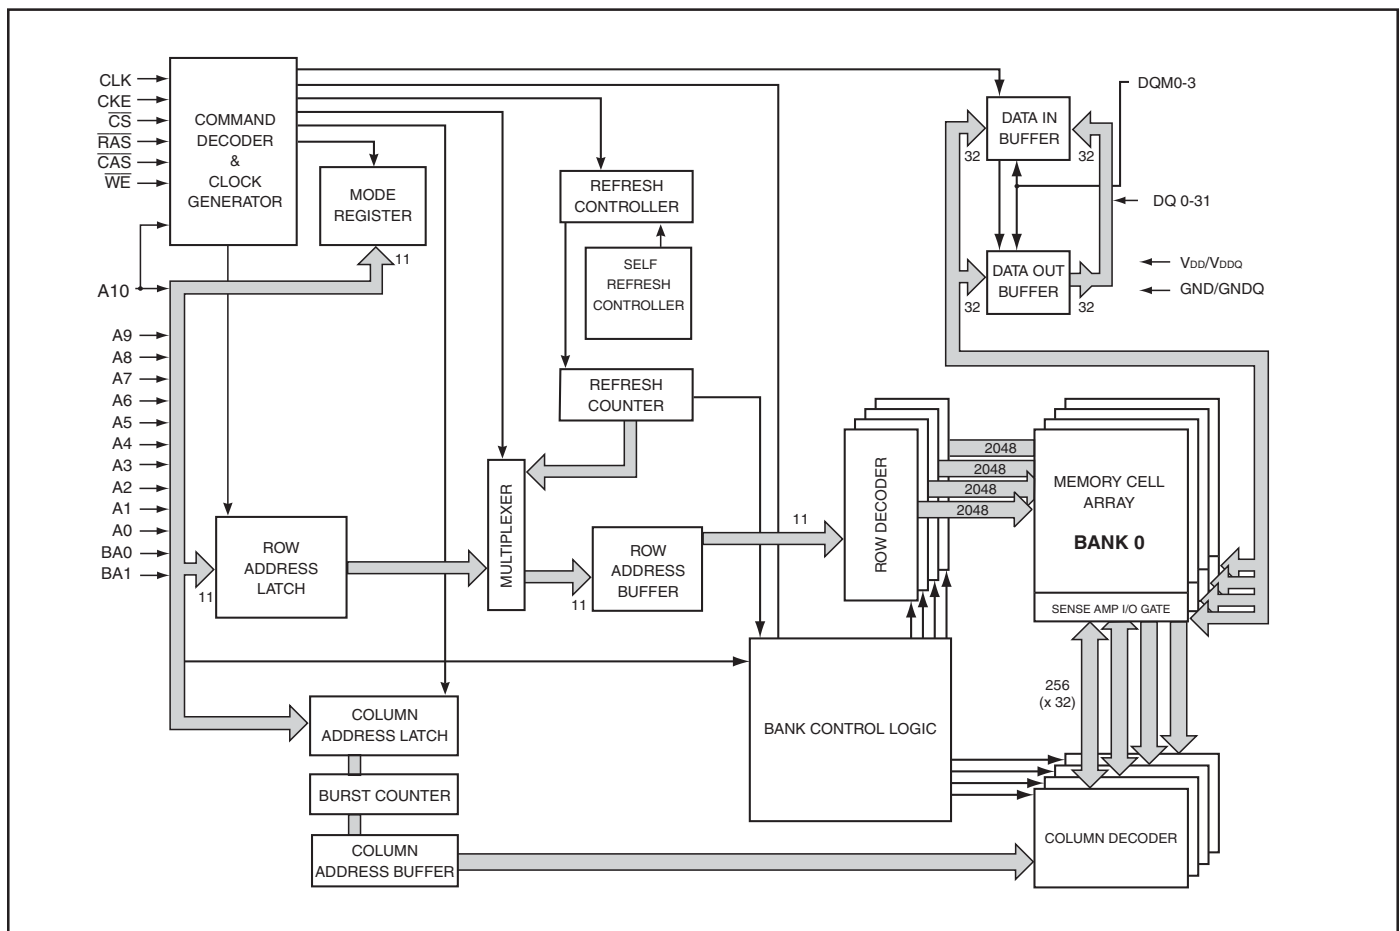 CLK
CKE
CS
RAS
CAS
WE
A10
A9
A8
A7
A6
A5
A4
A3
A2
A1
A0
BA0
BA1
COMMAND
DECODER
&
CLOCK
GENERATOR
MODE
REGISTER
11
REFRESH
CONTROLLER
SELF
REFRESH
CONTROLLER
REFRESH
COUNTER
DATA IN
BUFFER
32
32
DATA OUT
BUFFER
32
32
DQM0-3
DQ 0-31
VDD/VDDQ
GND/GNDQ
11
ROW
ADDRESS
LATCH
MULTIPLEXER
11
ROW
ADDRESS
BUFFER
11
ROW DECODER
2048
2048
2048
2048
MEMORY CELL
ARRAY
BANK 0
SENSE AMP I/O GATE
256
(x 32)
BANK CONTROL LOGIC
COLUMN
ADDRESS LATCH
BURST COUNTER
COLUMN
ADDRESS BUFFER
COLUMN DECODER